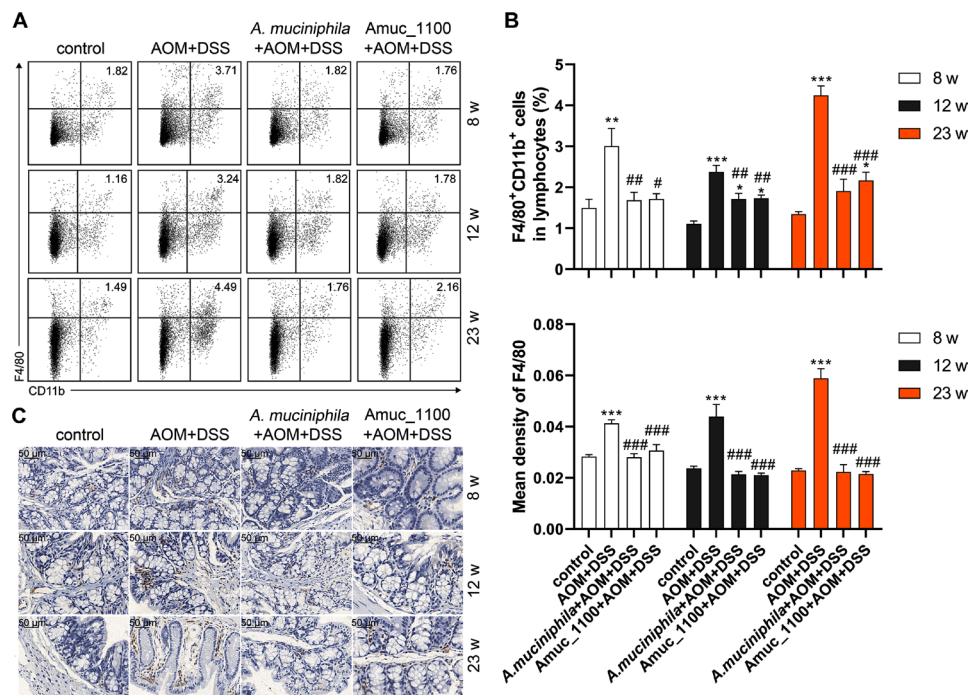 A
control
AOM+DSS
A. muciniphila
+AOM+DSS
Amuc_1100
+AOM+DSS
1.82
3.71
1.82
1.76
8 w
1.16
3.24
1.82
1.78
12 w
1.49
4.49
1.76
2.16
23 w
F4/80
CD11b
B
F4/80+CD11b+ cells
in lymphocytes (%)
5
4
3
2
1
0
**
##
#
***
##
*
##
*
***
###
###
*
8 w
12 w
23 w
Mean density of F4/80
0.08
0.06
0.04
0.02
0.00
***
###
###
***
###
###
***
###
###
8 w
12 w
23 w
control
AOM+DSS
A.muciniphila+AOM+DSS
Amuc_1100+AOM+DSS
control
AOM+DSS
A.muciniphila+AOM+DSS
Amuc_1100+AOM+DSS
control
AOM+DSS
A.muciniphila+AOM+DSS
Amuc_1100+AOM+DSS
C
control
AOM+DSS
A. muciniphila
+AOM+DSS
Amuc_1100
+AOM+DSS
50 μm
50 μm
50 μm
50 μm
8 w
50 μm
50 μm
50 μm
50 μm
12 w
50 μm
50 μm
50 μm
50 μm
23 w